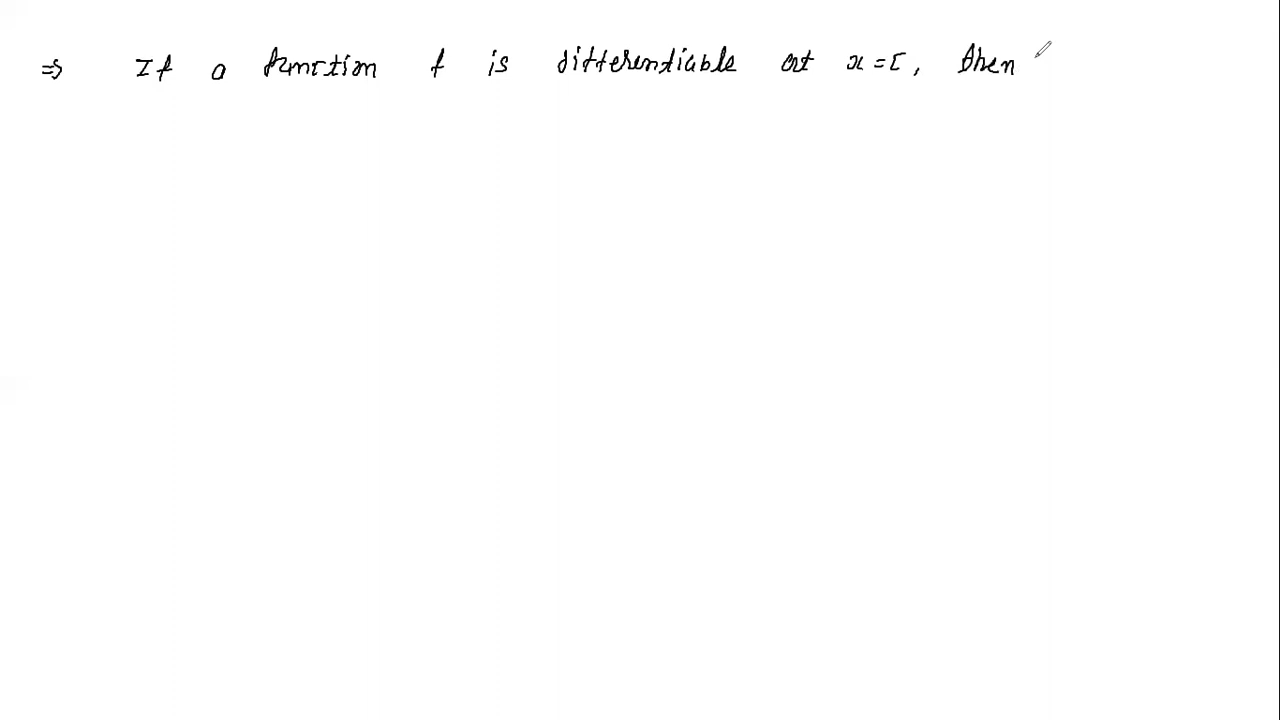 ⇒ If a function f is differentiable at x=c, then